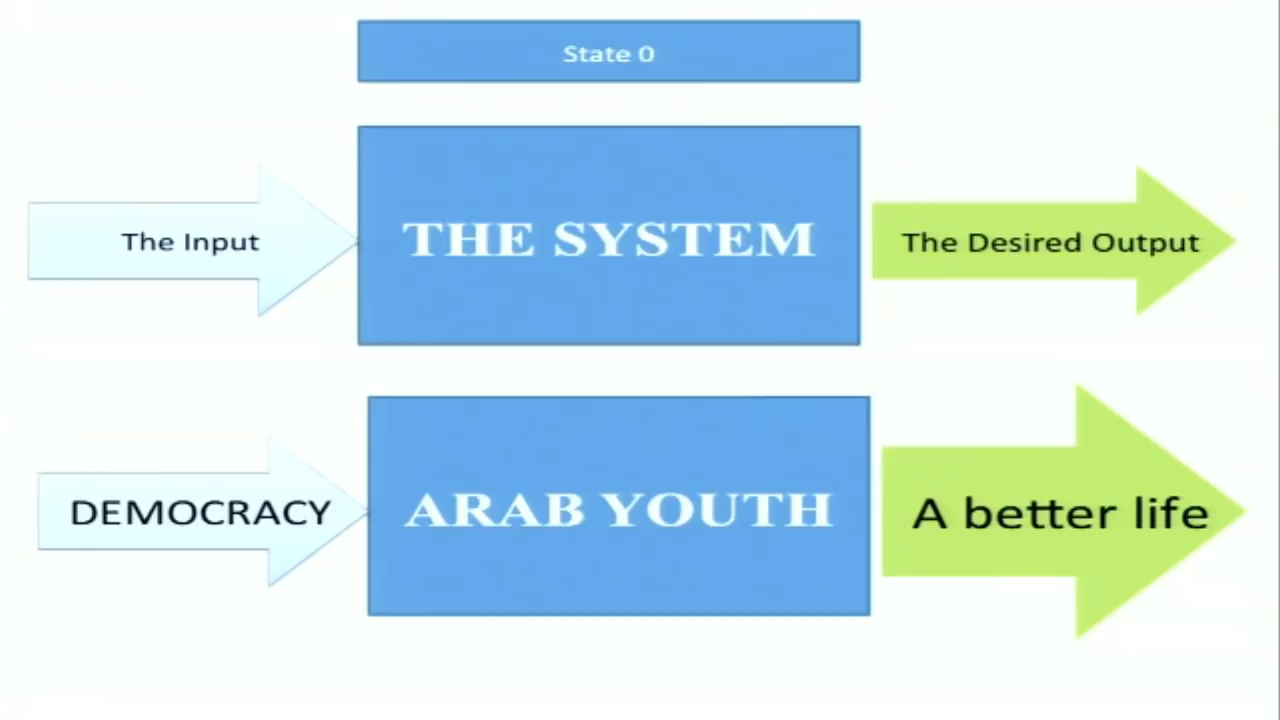 State 0
The Input
THE SYSTEM
The Desired Output
DEMOCRACY
ARAB YOUTH
A better life